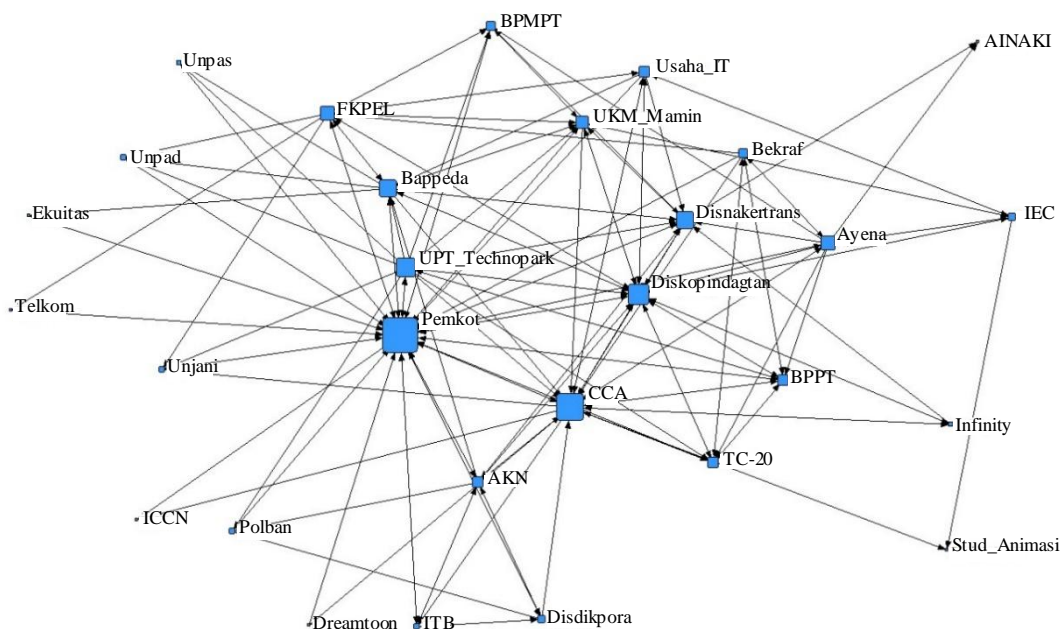 BPMPT
AINAKI
Unpas
Usaha_IT
FKPEL
UKM_Mamin
Unpad
Bekraf
Bappeda
Ekuitas
Disnakertrans
IEC
Ayena
UPT_Technopark
Diskopindagtan
Telkom
Pemkot
Unjani
BPPT
CCA
Infinity
TC-20
AKN
ICCN
Polban
Stud_Animasi
Dreamtoon
ITB
Disdikpora